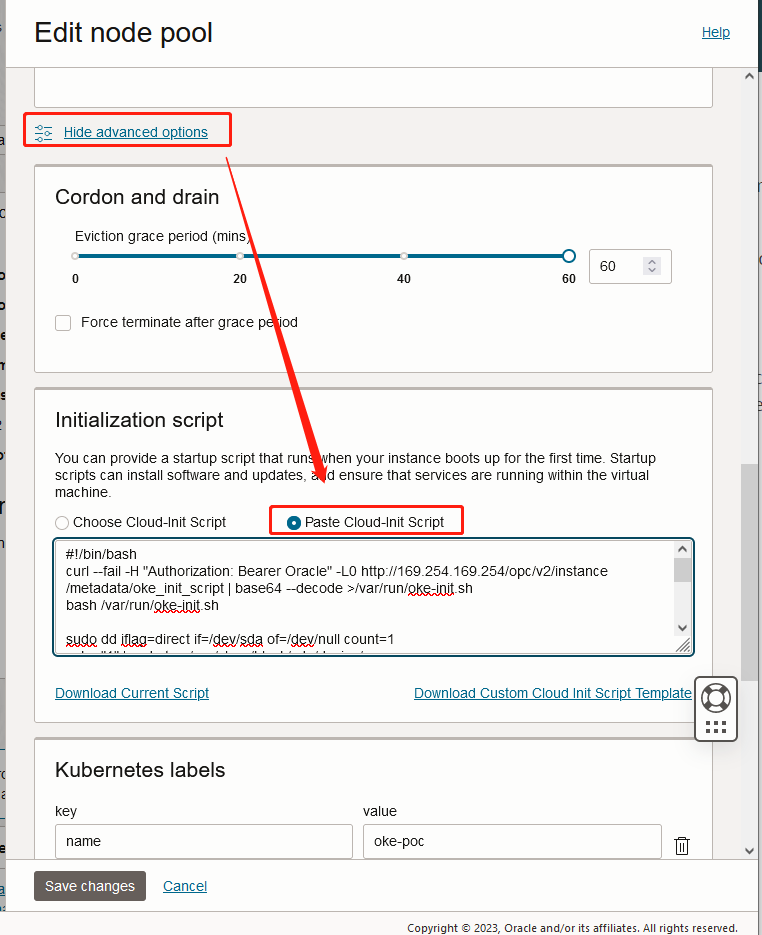 Edit node pool
Help
Hide advanced options
Cordon and drain
Eviction grace period (mins)
0 20 40 60
60
Force terminate after grace period
Initialization script
You can provide a startup script that runs when your instance boots up for the first time. Startup
scripts can install software and updates, and ensure that services are running within the virtual
machine.
Choose Cloud-Init Script Paste Cloud-Init Script
#!/bin/bash
curl --fail -H "Authorization: Bearer Oracle" -L0 http://169.254.169.254/opc/v2/instance
/metadata/oke_init_script | base64 --decode >/var/run/oke-init.sh
bash /var/run/oke-init.sh
sudo dd iflag=direct if=/dev/sda of=/dev/null count=1
Download Current Script Download Custom Cloud Init Script Template
Kubernetes labels
key value
name oke-poc
Save changes Cancel
Copyright © 2023, Oracle and/or its affiliates. All rights reserved.